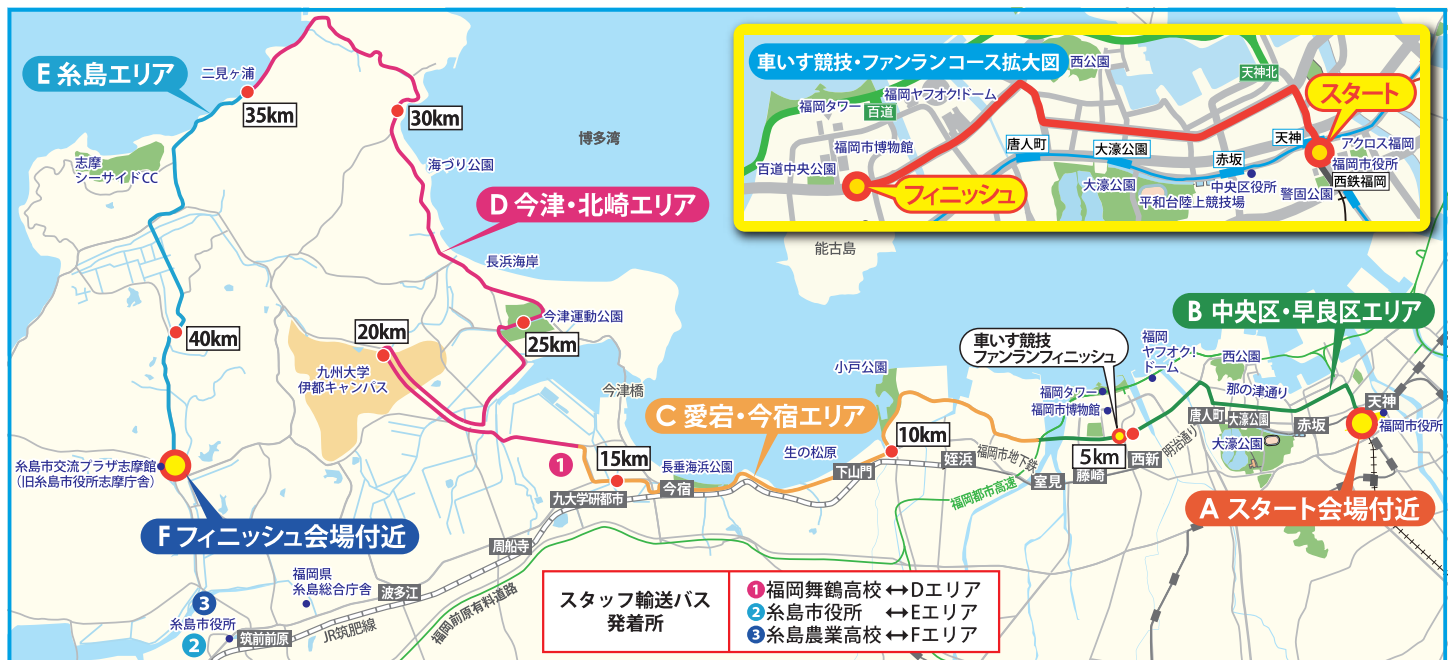 E 糸島エリア
二見ヶ浦
35km
30km
志摩
シーサイドCC
海づり公園
博多湾
D 今津・北崎エリア
長浜海岸
能古島
車いす競技・ファンランコース拡大図
西公園
天神北
スタート
福岡タワー
福岡ヤフオク!ドーム
百道
福岡市博物館
唐人町
大濠公園
天神
アクロス福岡
福岡市役所
赤坂
百道中央公園
大濠公園
中央区役所
西鉄福岡
フィニッシュ
平和台陸上競技場
警固公園
B 中央区・早良区エリア
40km
20km
今津運動公園
25km
九州大学
伊都キャンパス
今津橋
小戸公園
車いす競技
ファンランフィニッシュ
福岡
ヤフオク!
ドーム
西公園
福岡タワー
福岡市博物館
那の津通り
天神
唐人町
大濠公園
赤坂
福岡市役所
C 愛宕・今宿エリア
10km
5km
西新
明治通り
大濠公園
生の松原
姪浜
福岡市地下鉄
藤崎
室見
下山門
福岡都市高速
15km
1
長垂海浜公園
今宿
九大学研都市
糸島市交流プラザ志摩館
(旧糸島市役所志摩庁舎)
A スタート会場付近
F フィニッシュ会場付近
周船寺
福岡県
糸島総合庁舎
波多江
福岡前原有料道路
3
糸島市役所
2
筑前前原
JR筑肥線
スタッフ輸送バス
発着所
1福岡舞鶴高校↔Dエリア
2糸島市役所 ↔Eエリア
3糸島農業高校↔Fエリア